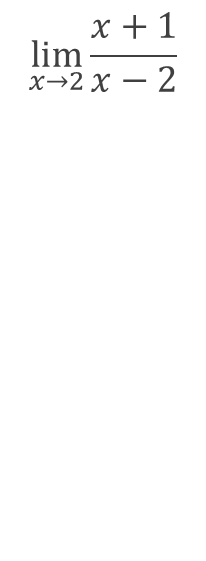 lim x→2 (x + 1)/(x − 2)